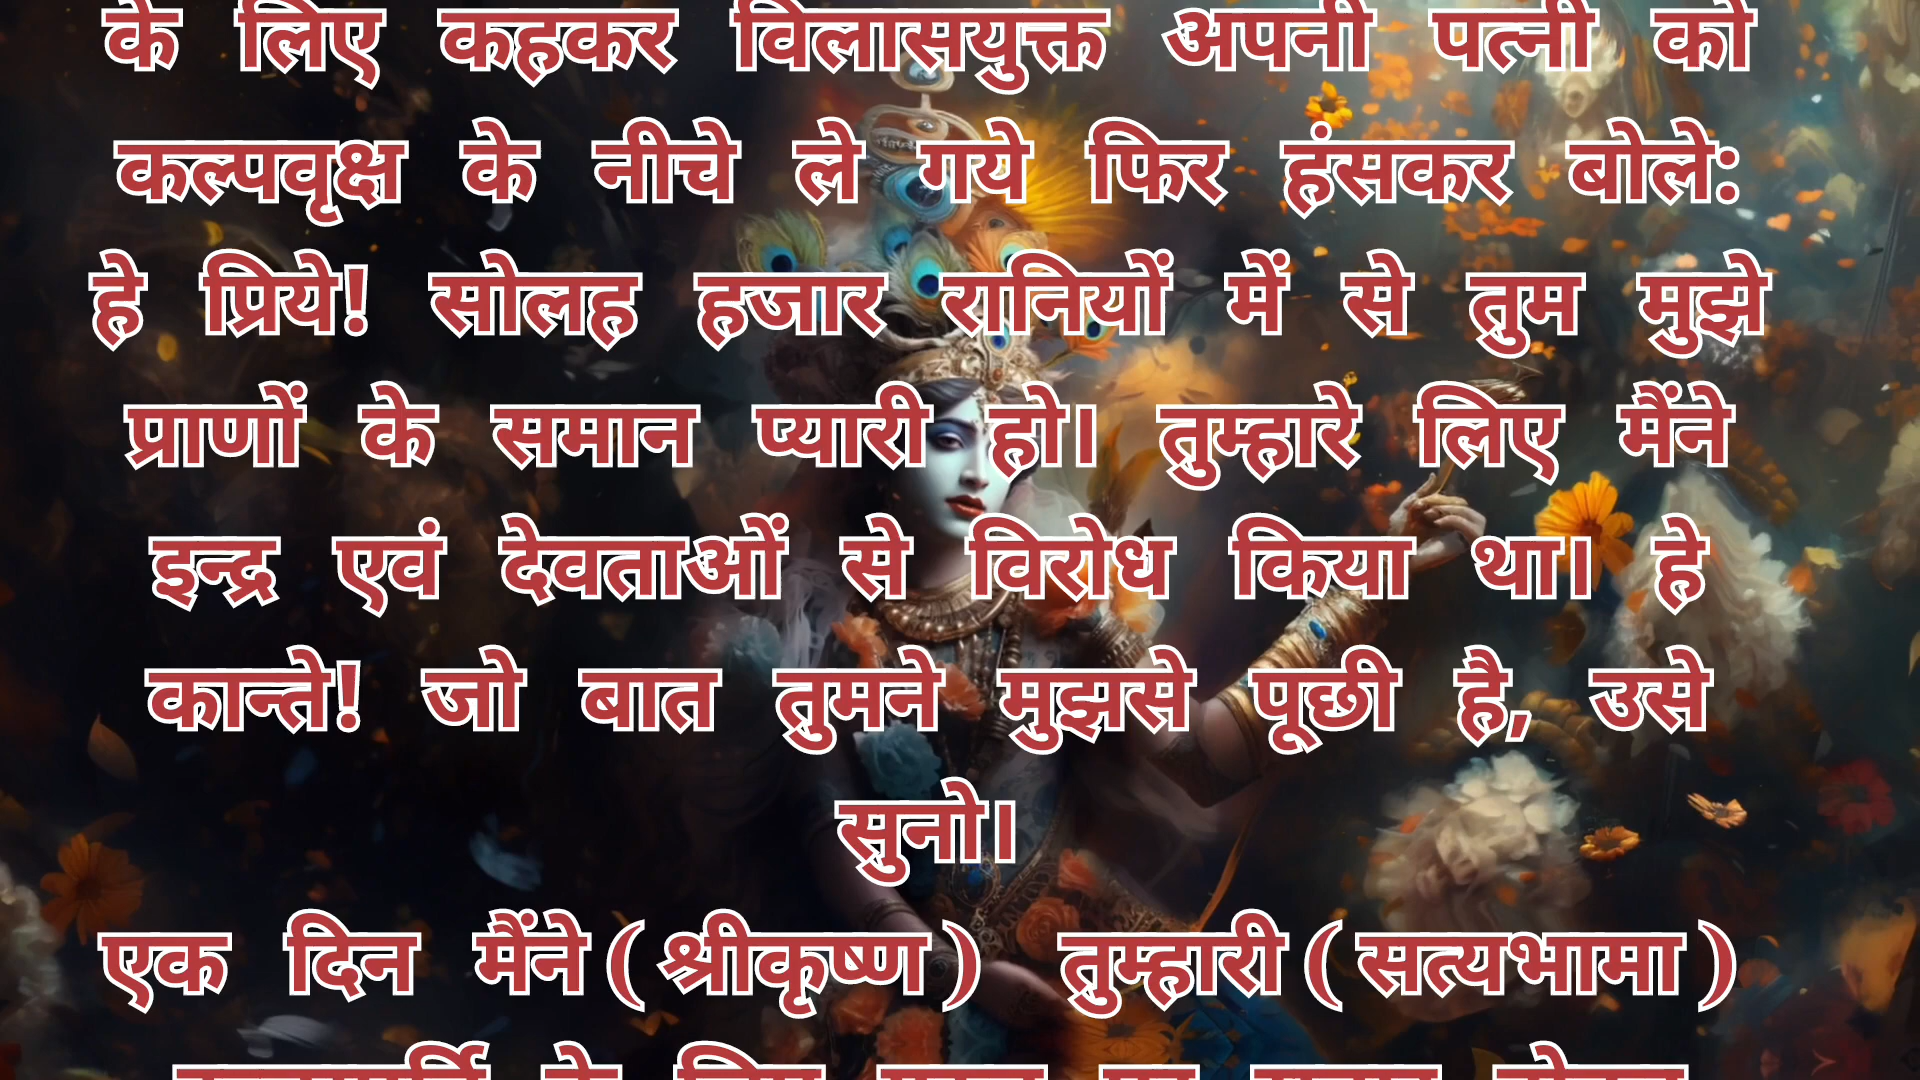 के लिए कहकर विलासयुक्त अपनी पत्नी को
कल्पवृक्ष के नीचे ले गये फिर हंसकर बोले:
हे प्रिये! सोलह हजार रानियों में से तुम मुझे
प्राणों के समान प्यारी हो। तुम्हारे लिए मैंने
इन्द्र एवं देवताओं से विरोध किया था। हे
कान्ते! जो बात तुमने मुझसे पूछी है, उसे
सुनो।
एक दिन मैंने(श्रीकृष्ण) तुम्हारी(सत्यभामा)